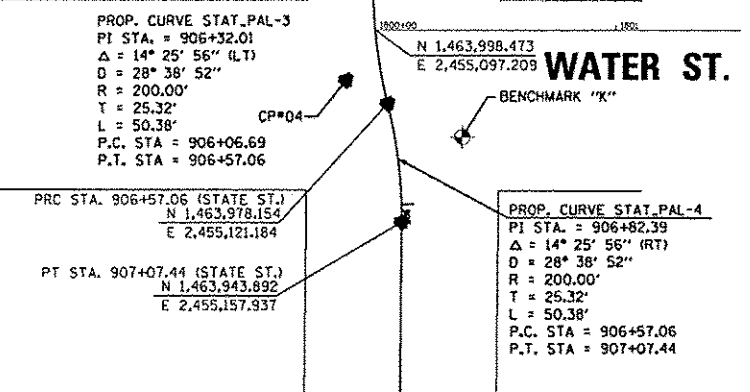 PROP. CURVE STAT_PAL-3
PI STA. = 906+32.01
Δ = 14° 25' 56" (LT)
D = 28° 38' 52"
R = 200.00'
T = 25.32'
L = 50.38'
P.C. STA = 906+06.69
P.T. STA = 906+57.06
1800+00
1801
N 1,463,998.473
E 2,455,097.209
WATER ST.
BENCHMARK "K"
CP#04
PRC STA. 906+57.06 (STATE ST.)
N 1,463,978.154
E 2,455,121.184
PT STA. 907+07.44 (STATE ST.)
N 1,463,943.892
E 2,455,157.937
PROP. CURVE STAT_PAL-4
PI STA. = 906+82.39
Δ = 14° 25' 56" (RT)
D = 28° 38' 52"
R = 200.00'
T = 25.32'
L = 50.38'
P.C. STA = 906+57.06
P.T. STA = 907+07.44